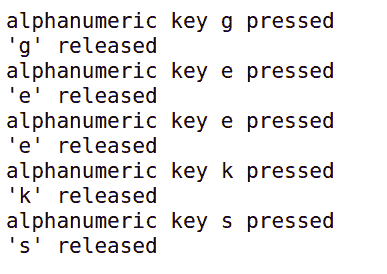 alphanumeric key g pressed
'g' released
alphanumeric key e pressed
'e' released
alphanumeric key e pressed
'e' released
alphanumeric key k pressed
'k' released
alphanumeric key s pressed
's' released